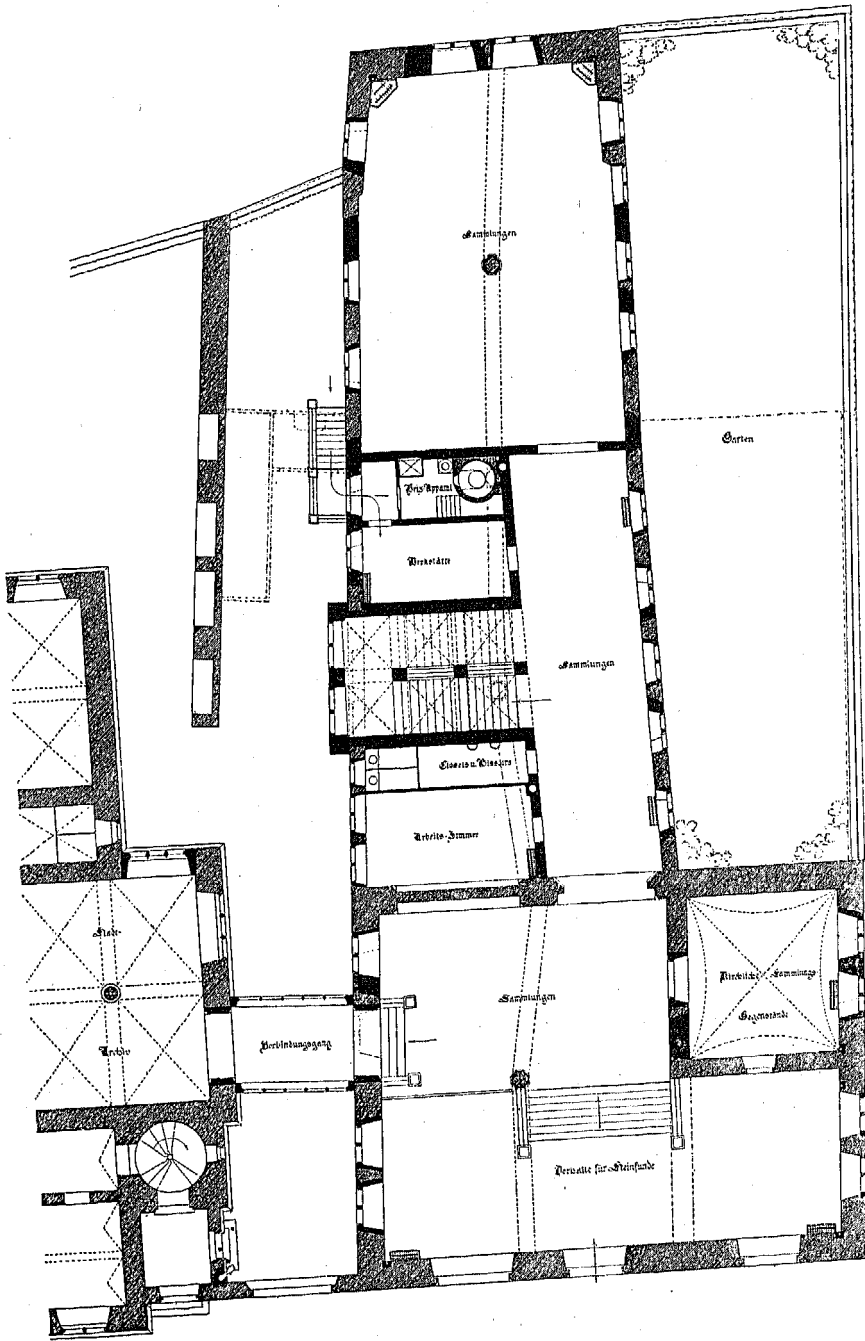 Sammlungen
Garten
Heiz-Apparat
Werkstätte
Sammlungen
Closets u. Pissoirs
Arbeits-Zimmer
Stadt-
Archiv
Sammlungen
Kirchliche Sammlungs
Gegenstände
Verbindungsgang
für Steinfunde